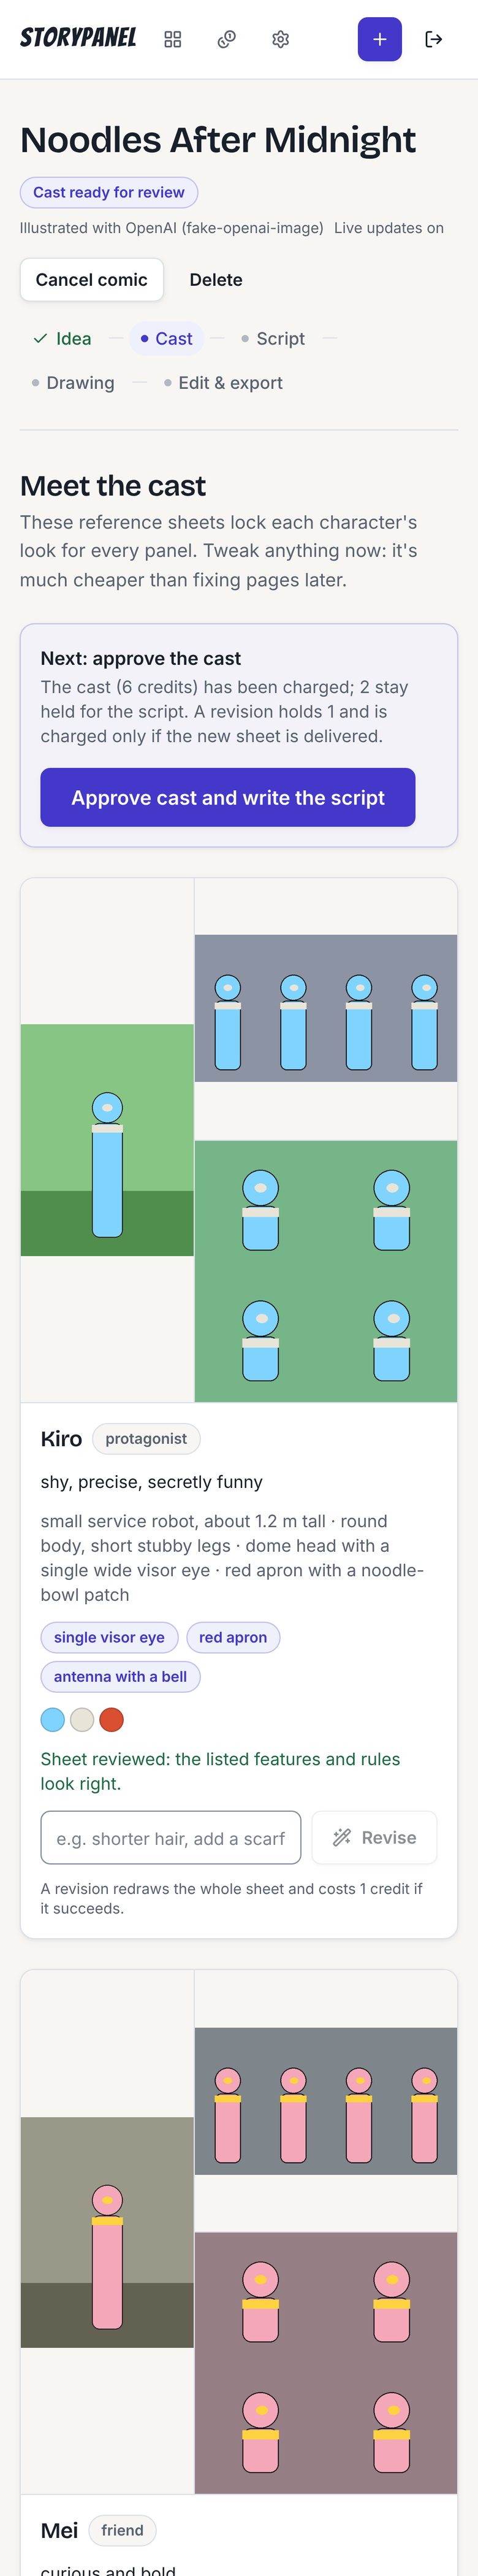 STORYPANEL
Noodles After Midnight
Cast ready for review
Illustrated with OpenAI (fake-openai-image) Live updates on
Cancel comic Delete
Idea Cast Script
Drawing Edit & export
Meet the cast
These reference sheets lock each character's
look for every panel. Tweak anything now: it's
much cheaper than fixing pages later.
Next: approve the cast
The cast (6 credits) has been charged; 2 stay
held for the script. A revision holds 1 and is
charged only if the new sheet is delivered.
Approve cast and write the script
Kiro protagonist
shy, precise, secretly funny
small service robot, about 1.2 m tall · round
body, short stubby legs · dome head with a
single wide visor eye · red apron with a noodle-
bowl patch
single visor eye red apron
antenna with a bell
Sheet reviewed: the listed features and rules
look right.
e.g. shorter hair, add a scarf Revise
A revision redraws the whole sheet and costs 1 credit if
it succeeds.
Mei friend
curious and bold